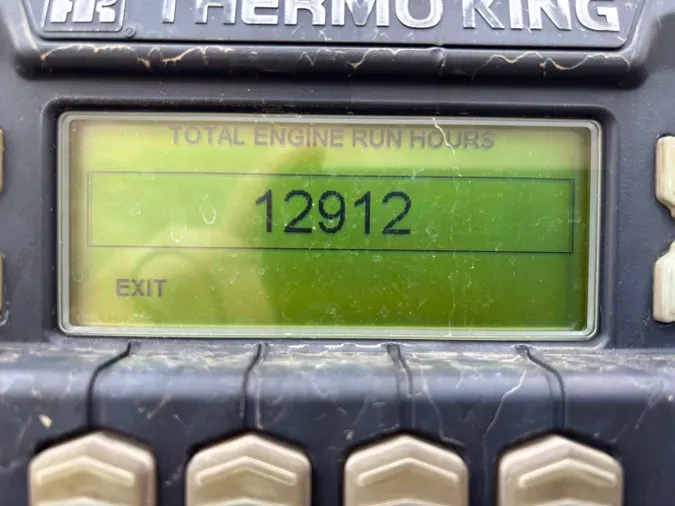 THERMO KING
TOTAL ENGINE RUN HOURS
12912
EXIT